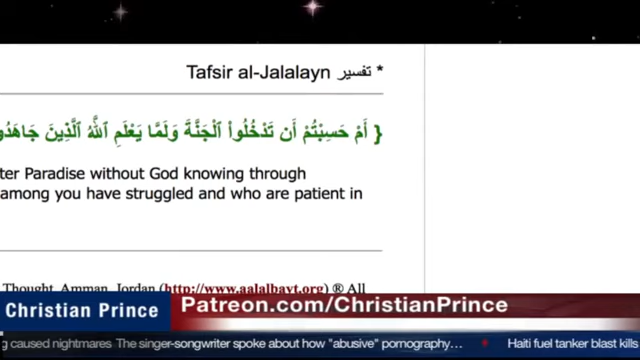 * تفسير Tafsir al-Jalalayn
{ أَمْ حَسِبْتُمْ أَن تَدْخُلُواْ ٱلْجَنَّةَ وَلَمَّا يَعْلَمِ ٱللَّهُ ٱلَّذِينَ جَاهَدُو
ter Paradise without God knowing through
among you have struggled and who are patient in
Thought, Amman, Jordan (http://www.aalalbayt.org) ® All
Christian Prince
Patreon.com/ChristianPrince
g caused nightmares The singer-songwriter spoke about how "abusive" pornography… Haiti fuel tanker blast kills